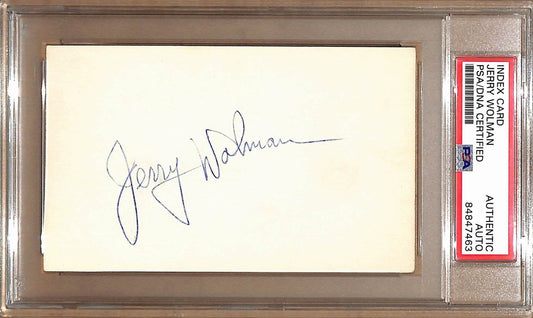 Jerry Wolman
INDEX CARD
JERRY WOLMAN
PSA/DNA CERTIFIED
PSA
AUTHENTIC
AUTO
84847463